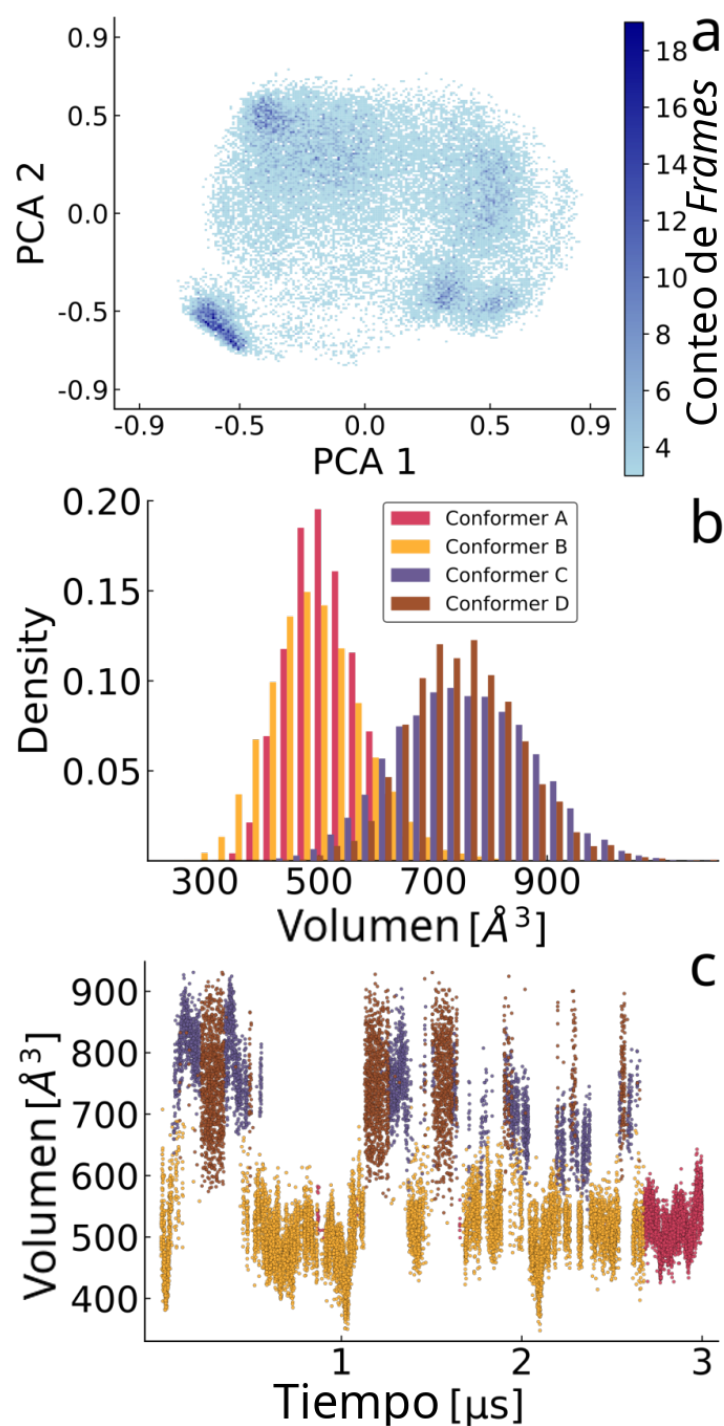 a
0.9
0.5
0.0
-0.5
-0.9
PCA 2
-0.9 -0.5 0.0 0.5 0.9
PCA 1
18
16
14
12
10
8
6
4
Conteo de Frames
b
0.20
0.15
0.10
0.05
Density
Conformer A
Conformer B
Conformer C
Conformer D
300 500 700 900
Volumen [Å³]
c
900
800
700
600
500
400
Volumen [Å³]
1 2 3
Tiempo [μs]